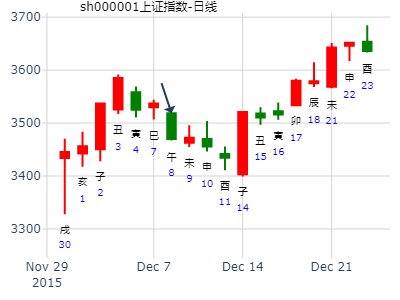 sh000001上证指数-日线
3700
3600
3500
3400
3300
戌
30
亥
1
子
2
丑
3
寅
4
巳
7
午
8
未
9
申
10
酉
11
子
14
丑
15
寅
16
卯
17
辰
18
未
21
申
22
酉
23
Nov 29
2015
Dec 7
Dec 14
Dec 21